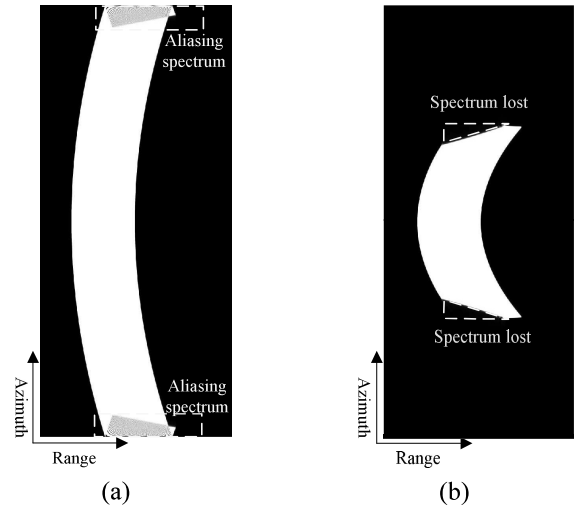 Aliasing
spectrum
Aliasing
spectrum
Azimuth
Range
(a)
Spectrum lost
Spectrum lost
Azimuth
Range
(b)